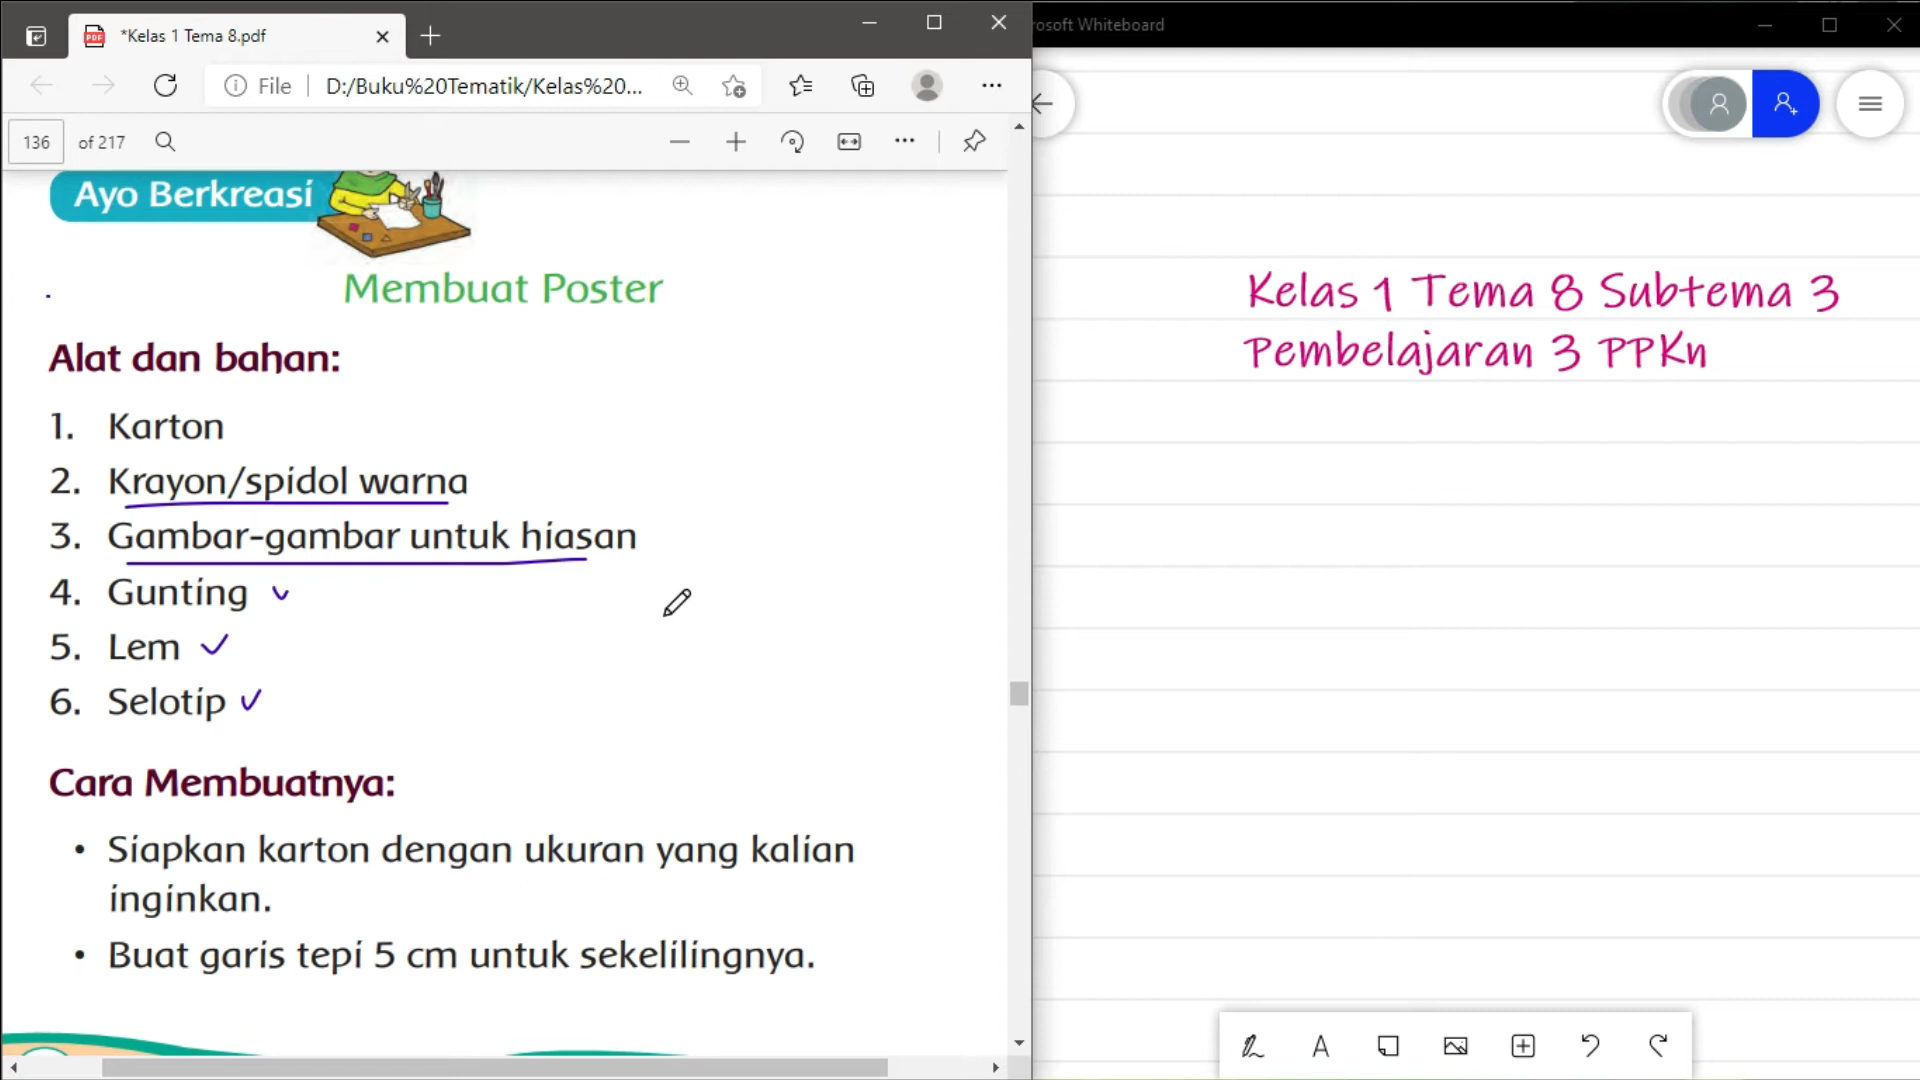 *Kelas 1 Tema 8.pdf
File
D:/Buku%20Tematik/Kelas%20...
136
of 217
Ayo Berkreasi
Membuat Poster
Alat dan bahan:
1. Karton
2. Krayon/spidol warna
3. Gambar-gambar untuk hiasan
4. Gunting
5. Lem
6. Selotip
Cara Membuatnya:
• Siapkan karton dengan ukuran yang kalian
inginkan.
• Buat garis tepi 5 cm untuk sekelilingnya.
rosoft Whiteboard
Kelas 1 Tema 8 Subtema 3
Pembelajaran 3 PPKn